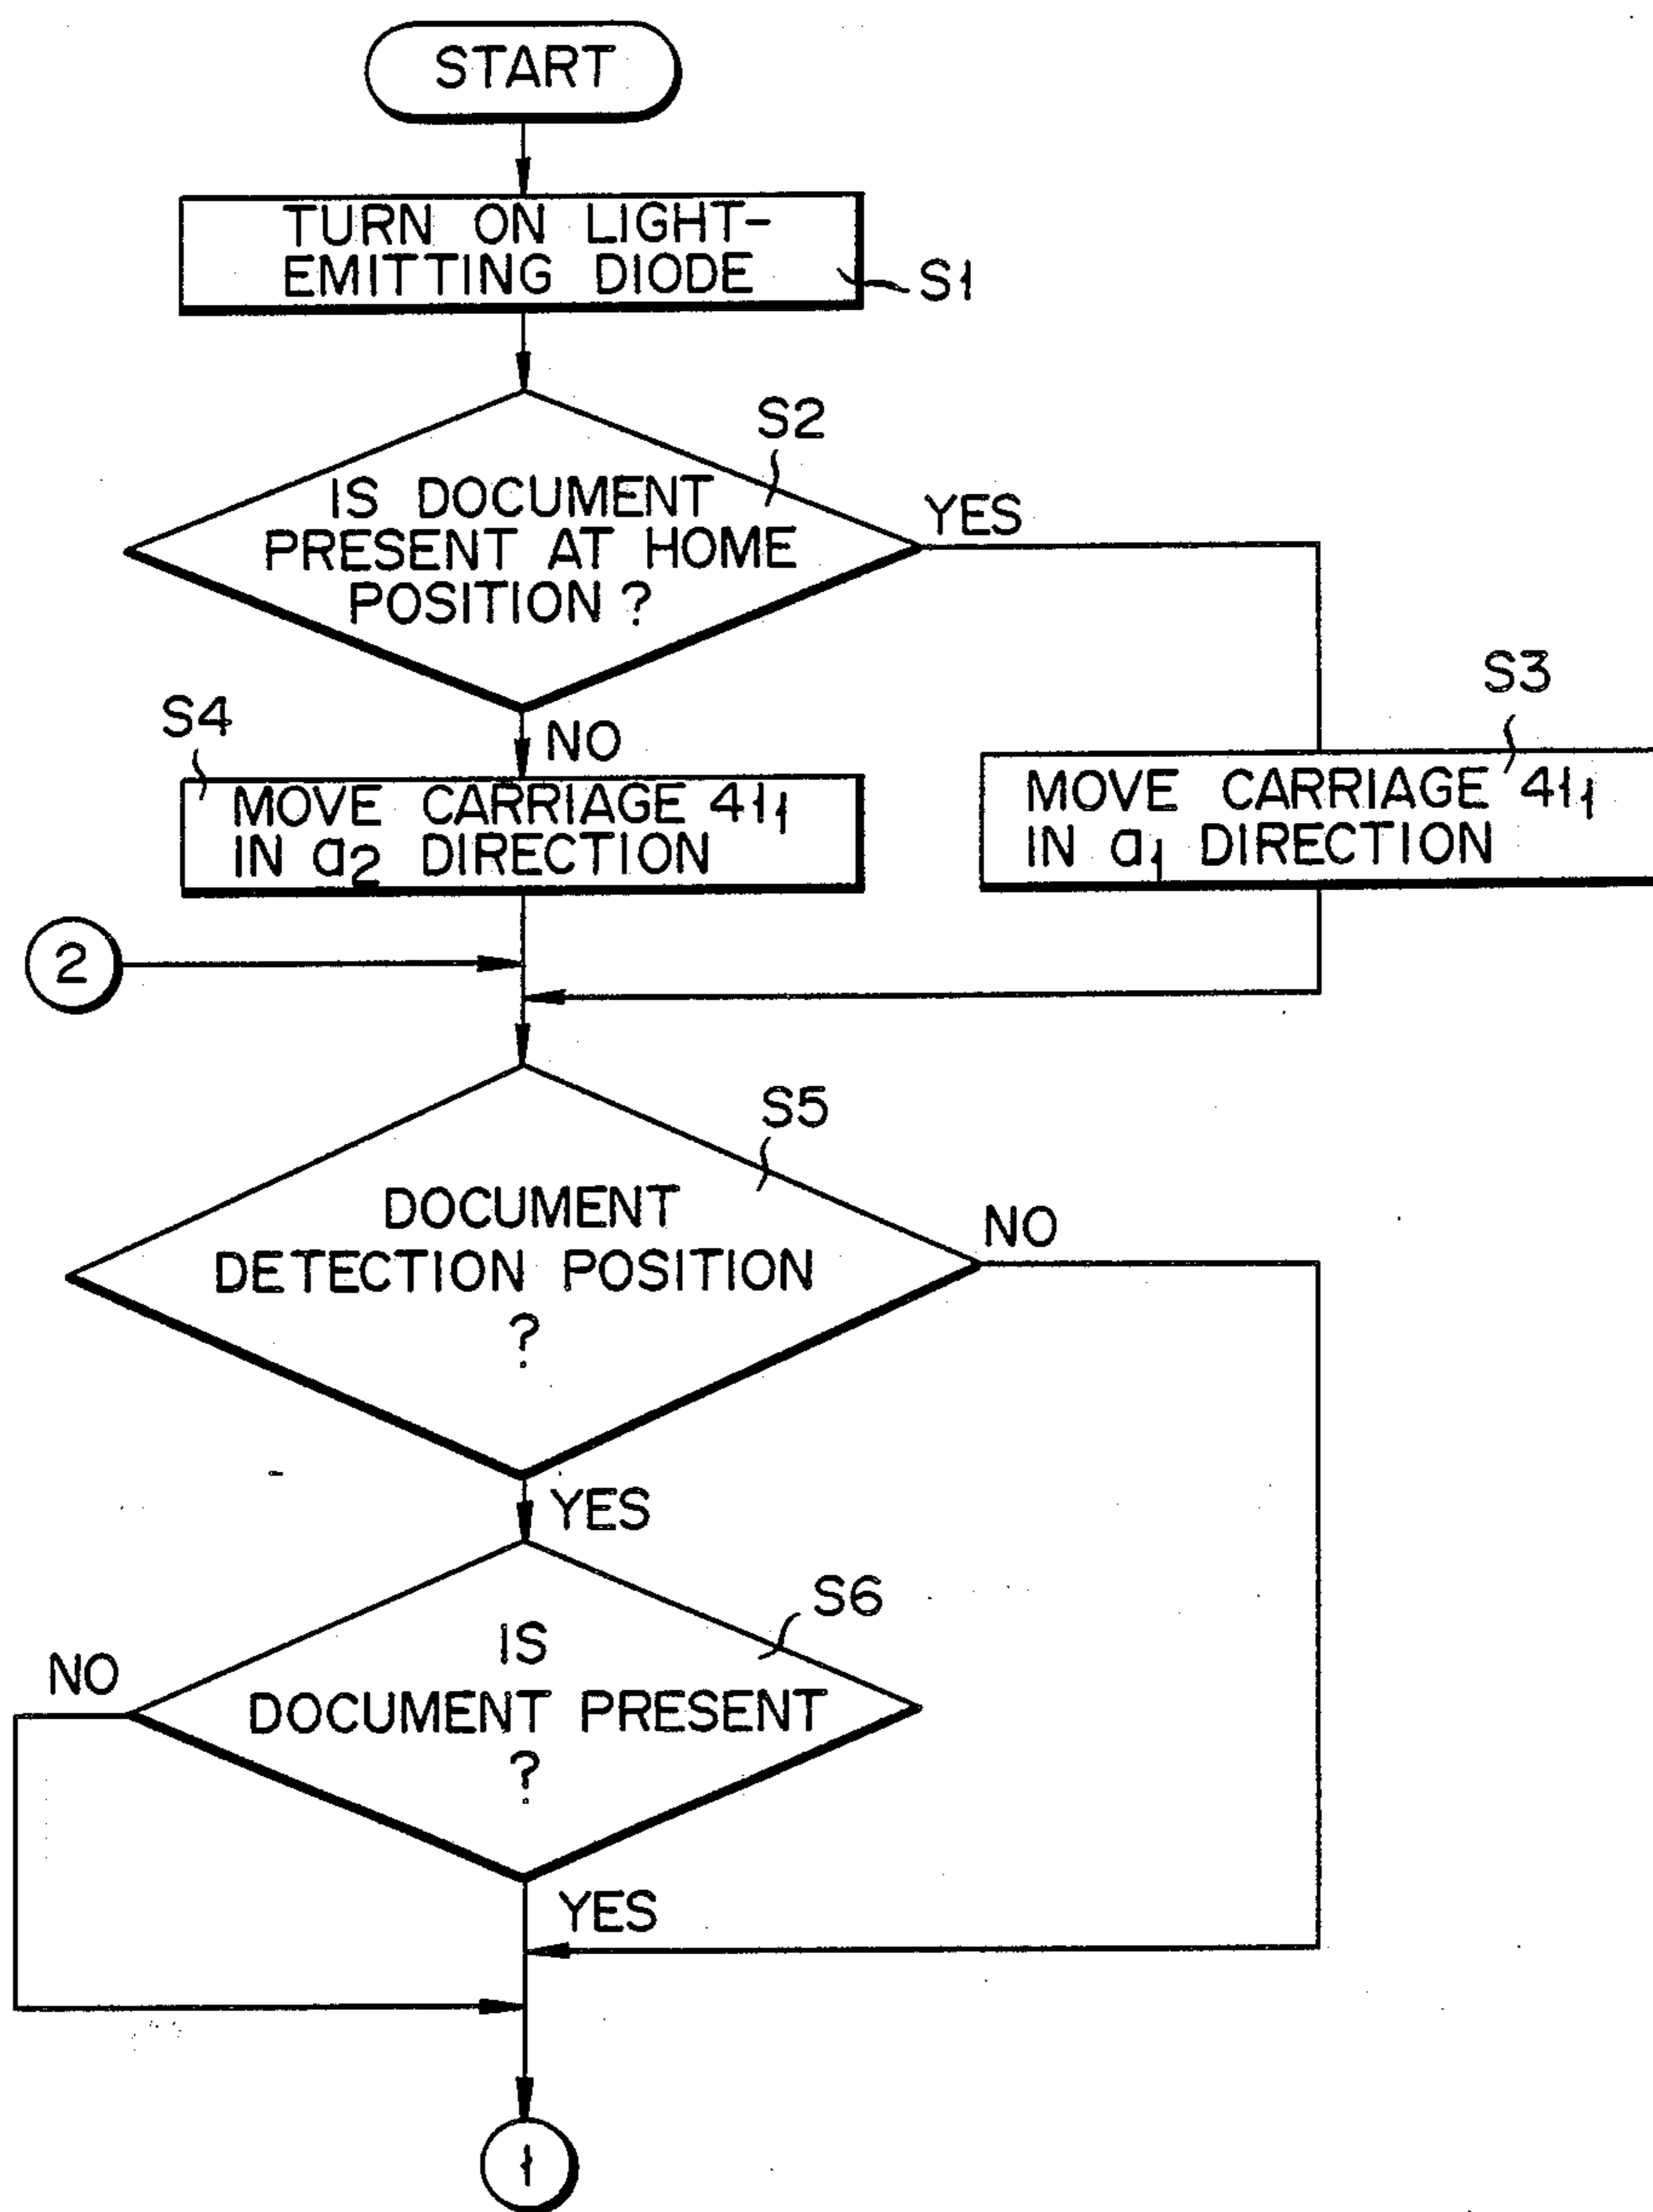 START
TURN ON LIGHT-
EMITTING DIODE
S1
S2
IS DOCUMENT
PRESENT AT HOME
POSITION ?
YES
NO
S3
MOVE CARRIAGE 41₁
IN a₁ DIRECTION
S4
MOVE CARRIAGE 41₁
IN a₂ DIRECTION
2
S5
DOCUMENT
DETECTION POSITION
?
NO
YES
S6
IS
DOCUMENT PRESENT
?
NO
YES
1